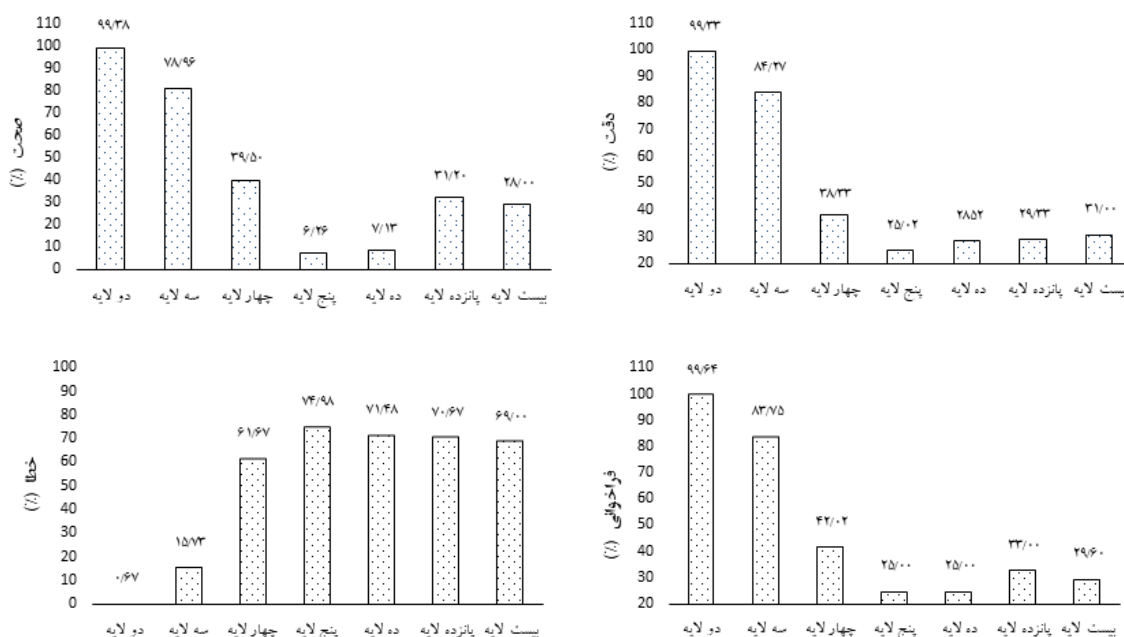 صحت (%)
110
100
90
80
70
60
50
40
30
20
10
0
۹۹/۳۸
۷۸/۹۶
۳۹/۵۰
۶/۲۶
۷/۱۳
۳۱/۲۰
۲۸/۰۰
دو لایه
سه لایه
چهار لایه
پنج لایه
ده لایه
پانزده لایه
بیست لایه
دقت (٪)
110
100
90
80
70
60
50
40
30
20
۹۹/۳۳
۸۴/۲۷
۳۸/۳۳
۲۵/۰۲
۲۸۵۲
۲۹/۳۳
۳۱/۰۰
دو لایه
سه لایه
چهار لایه
پنج لایه
ده لایه
پانزده لایه
بیست لایه
خطا (٪)
100
90
80
70
60
50
40
30
20
10
0
۰/۶۷
۱۵/۷۳
۶۱/۶۷
۷۴/۹۸
۷۱/۴۸
۷۰/۶۷
۶۹/۰۰
دو لایه
سه لایه
چهار لایه
پنج لایه
ده لایه
پانزده لایه
بیست لایه
فراخوانی (٪)
110
100
90
80
70
60
50
40
30
20
۹۹/۶۴
۸۳/۷۵
۴۲/۰۲
۲۵/۰۰
۲۵/۰۰
۳۳/۰۰
۲۹/۶۰
دو لایه
سه لایه
چهار لایه
پنج لایه
ده لایه
پانزده لایه
بیست لایه